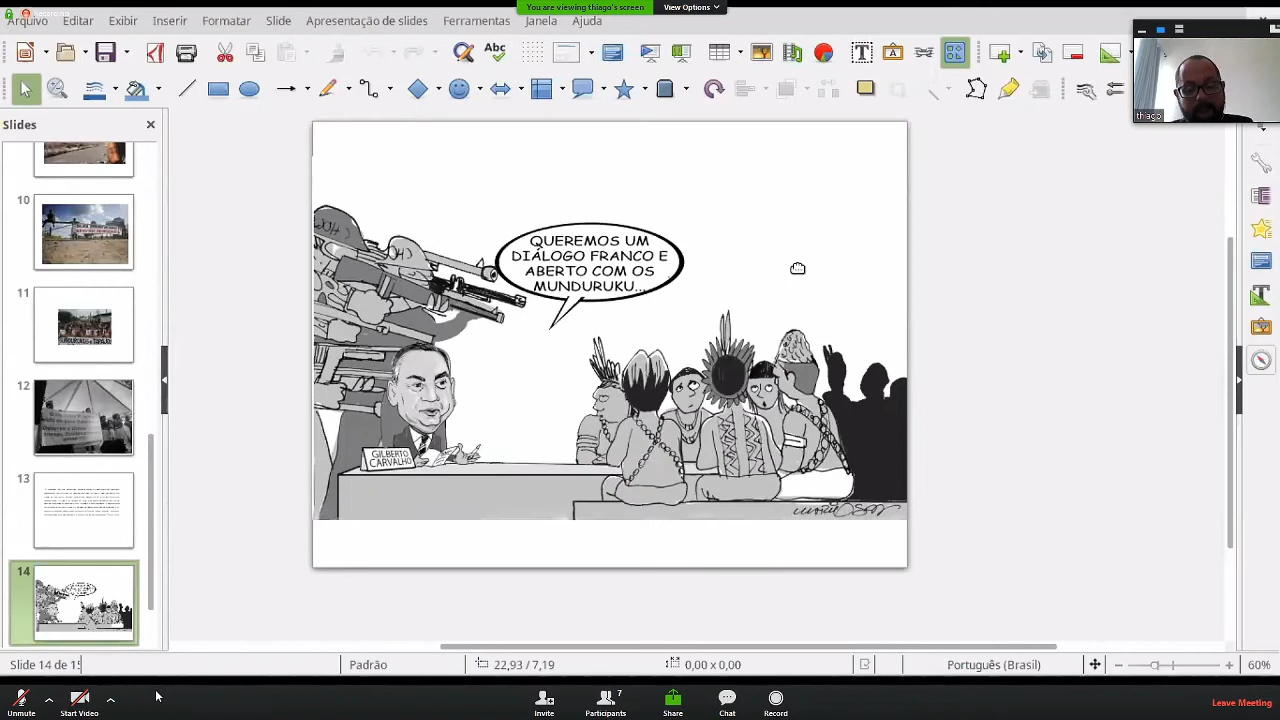 You are viewing thiago's screen
View Options
Arquivo Editar Exibir Inserir Formatar Slide Apresentação de slides Ferramentas Janela Ajuda
Abc
thiago
Slides
10
11
12
13
14
QUEREMOS UM
DIÁLOGO FRANCO E
ABERTO COM OS
MUNDURUKU...
GILBERTO
CARVALHO
Slide 14 de
Padrão
22,93 / 7,19
0,00 x 0,00
Português (Brasil)
60%
Unmute
Start Video
Invite
7
Participants
Share
Chat
Record
Leave Meeting